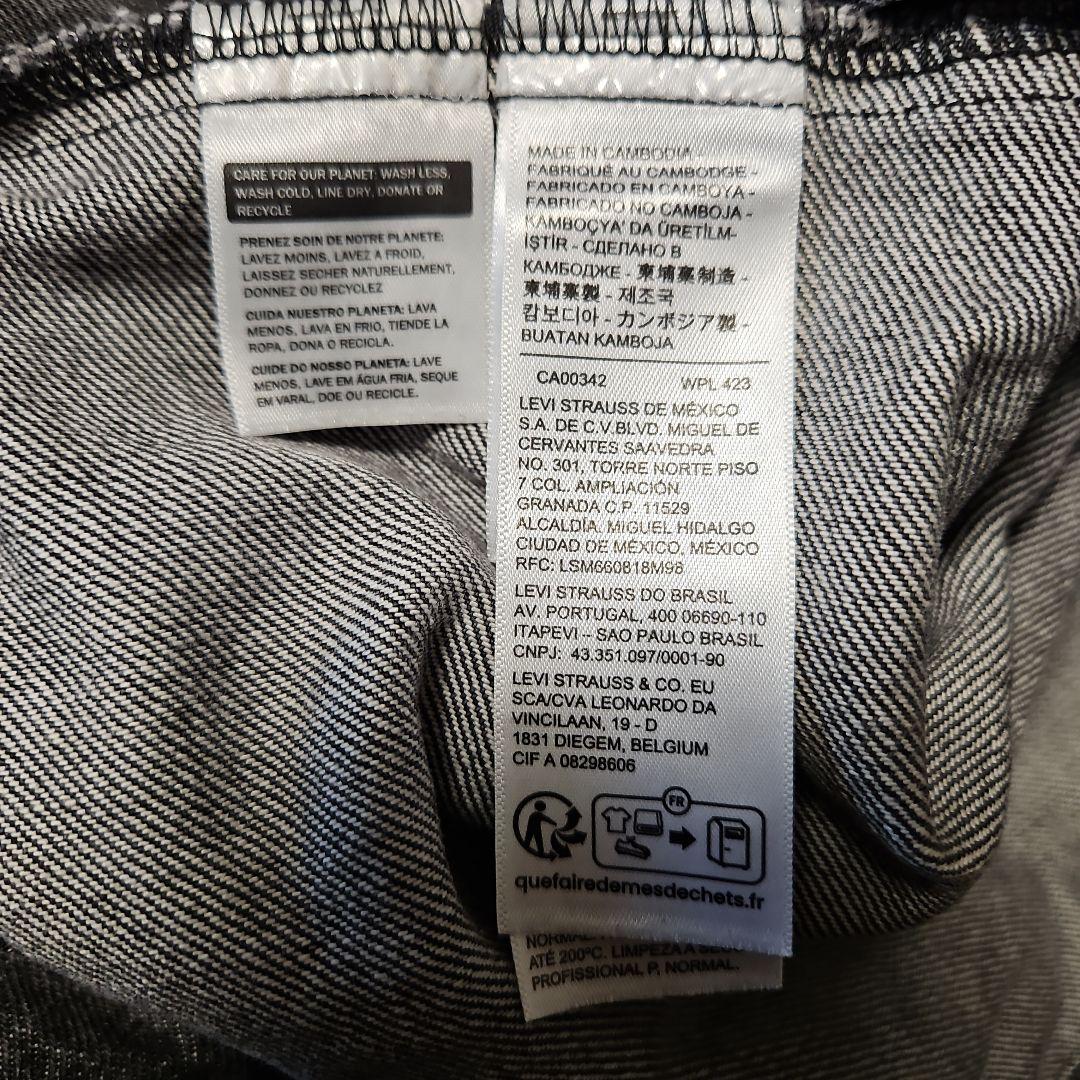 CARE FOR OUR PLANET: WASH LESS,
WASH COLD, LINE DRY, DONATE OR
RECYCLE
PRENEZ SOIN DE NOTRE PLANETE:
LAVEZ MOINS, LAVEZ A FROID,
LAISSEZ SECHER NATURELLEMENT,
DONNEZ OU RECYCLEZ
CUIDA NUESTRO PLANETA: LAVA
MENOS, LAVA EN FRIO, TIENDE LA
ROPA, DONA O RECICLA.
CUIDE DO NOSSO PLANETA: LAVE
MENOS, LAVE EM ÁGUA FRIA, SEQUE
EM VARAL, DOE OU RECICLE.
MADE IN CAMBODIA
FABRIQUÉ AU CAMBODGE -
FABRICADO EN CAMBOYA -
FABRICADO NO CAMBOJA -
KAMBOÇYA' DA ÜRETİLM-
İŞTİR - СДЕЛАНО В
КАМБОДЖЕ - 柬埔寨制造 -
柬埔寨製 - 제조국
캄보디아 - カンボジア製 -
BUATAN KAMBOJA
CA00342 WPL 423
LEVI STRAUSS DE MÉXICO
S.A. DE C.V.BLVD. MIGUEL DE
CERVANTES SAAVEDRA
NO. 301, TORRE NORTE PISO
7 COL. AMPLIACIÓN
GRANADA C.P. 11529
ALCALDÍA. MIGUEL HIDALGO
CIUDAD DE MÉXICO, MÉXICO
RFC: LSM660818M98
LEVI STRAUSS DO BRASIL
AV. PORTUGAL, 400 06690-110
ITAPEVI – SAO PAULO BRASIL
CNPJ: 43.351.097/0001-90
LEVI STRAUSS & CO. EU
SCA/CVA LEONARDO DA
VINCILAAN, 19 - D
1831 DIEGEM, BELGIUM
CIF A 08298606
FR
quefairedemesdechets.fr
NORMAL
ATÉ 200ºC. LIMPEZA A SECO
PROFISSIONAL P, NORMAL.